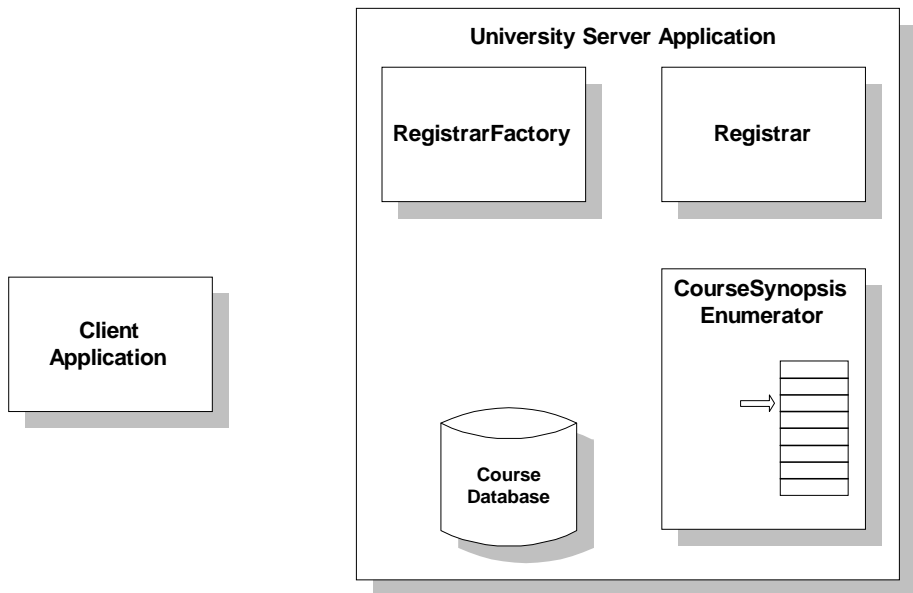 University Server Application
RegistrarFactory
Registrar
Client
Application
CourseSynopsis
Enumerator
Course
Database